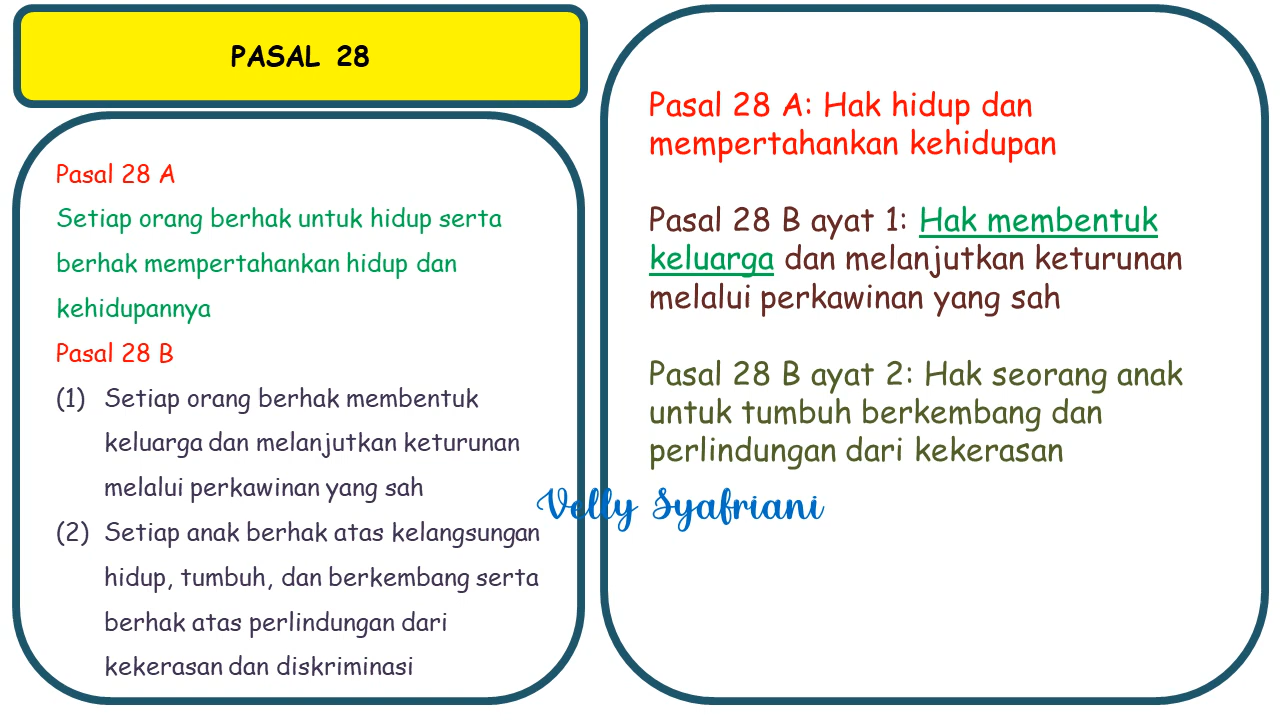 PASAL 28
Pasal 28 A
Setiap orang berhak untuk hidup serta
berhak mempertahankan hidup dan
kehidupannya
Pasal 28 B
(1) Setiap orang berhak membentuk
keluarga dan melanjutkan keturunan
melalui perkawinan yang sah
(2) Setiap anak berhak atas kelangsungan
hidup, tumbuh, dan berkembang serta
berhak atas perlindungan dari
kekerasan dan diskriminasi
Pasal 28 A: Hak hidup dan
mempertahankan kehidupan
Pasal 28 B ayat 1: Hak membentuk
keluarga dan melanjutkan keturunan
melalui perkawinan yang sah
Pasal 28 B ayat 2: Hak seorang anak
untuk tumbuh berkembang dan
perlindungan dari kekerasan
Velly Syafriani